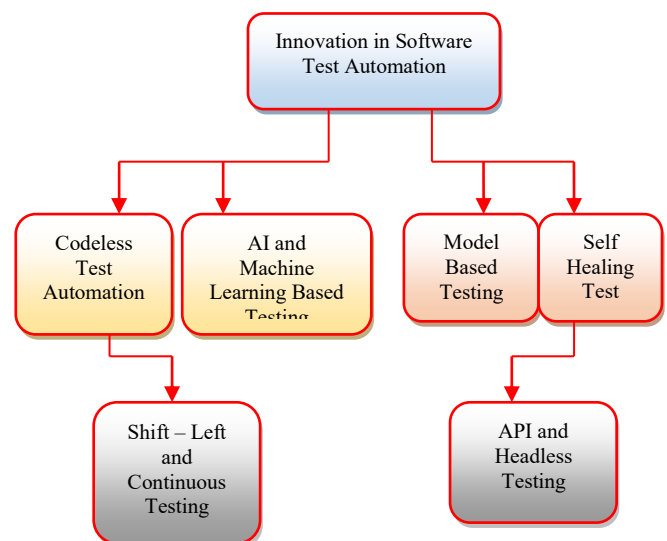 Innovation in Software
Test Automation
Codeless
Test
Automation
AI and
Machine
Learning Based
Testing
Model
Based
Testing
Self
Healing
Test
Shift – Left
and
Continuous
Testing
API and
Headless
Testing